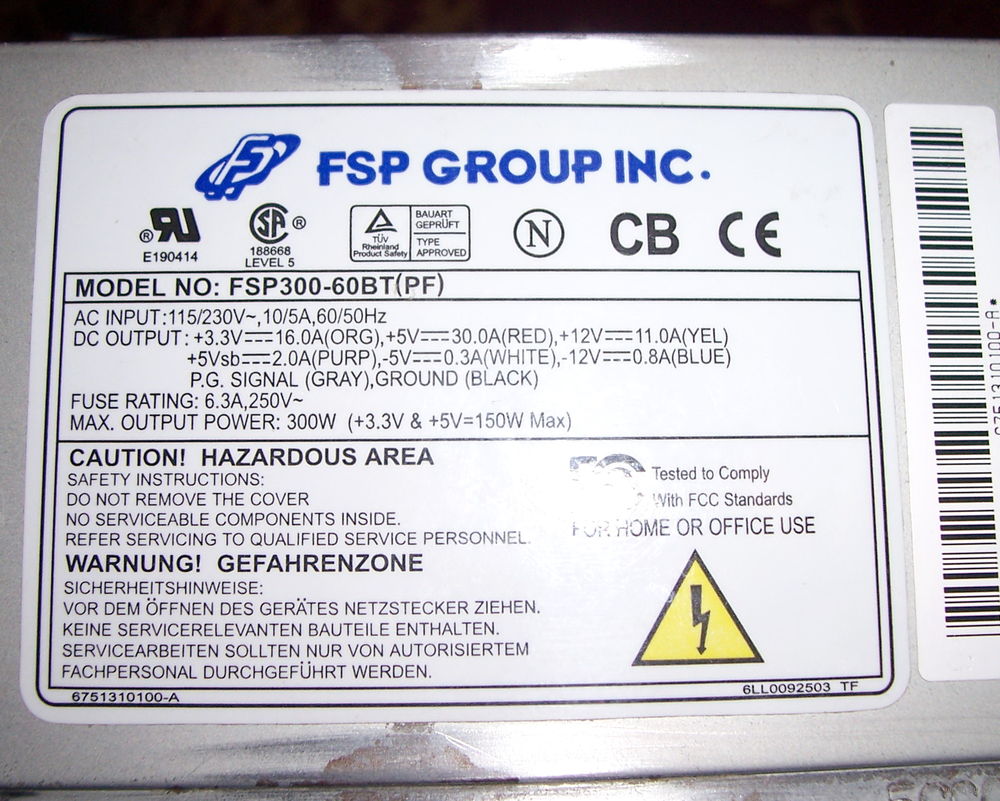 FSP GROUP INC.
E190414
SA ®
188668
LEVEL 5
TÜV
Rheinland
Product Safety
BAUART
GEPRÜFT
TYPE
APPROVED
N
CB CE
MODEL NO: FSP300-60BT(PF)
AC INPUT:115/230V~,10/5A,60/50Hz
DC OUTPUT: +3.3V⎓16.0A(ORG),+5V⎓30.0A(RED),+12V⎓11.0A(YEL)
+5Vsb⎓2.0A(PURP),-5V⎓0.3A(WHITE),-12V⎓0.8A(BLUE)
P.G. SIGNAL (GRAY),GROUND (BLACK)
FUSE RATING: 6.3A,250V~
MAX. OUTPUT POWER: 300W (+3.3V & +5V=150W Max)
CAUTION! HAZARDOUS AREA
SAFETY INSTRUCTIONS:
DO NOT REMOVE THE COVER
NO SERVICEABLE COMPONENTS INSIDE.
REFER SERVICING TO QUALIFIED SERVICE PERSONNEL.
Tested to Comply
With FCC Standards
FOR HOME OR OFFICE USE
WARNUNG! GEFAHRENZONE
SICHERHEITSHINWEISE:
VOR DEM ÖFFNEN DES GERÄTES NETZSTECKER ZIEHEN.
KEINE SERVICERELEVANTEN BAUTEILE ENTHALTEN.
SERVICEARBEITEN SOLLTEN NUR VON AUTORISIERTEM
FACHPERSONAL DURCHGEFÜHRT WERDEN.
6751310100-A
6LL0092503 TF